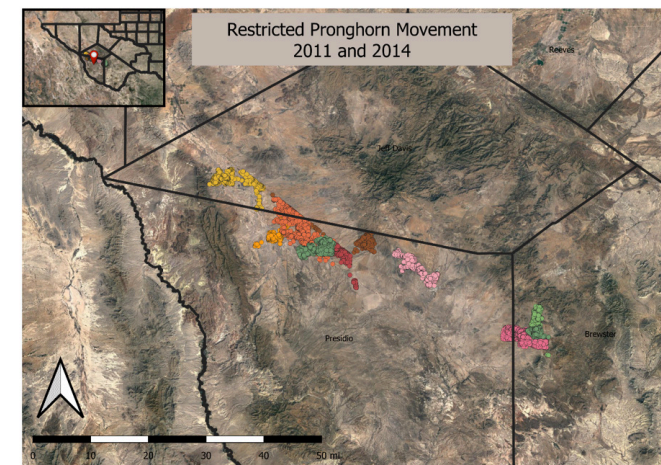 Restricted Pronghorn Movement
2011 and 2014
Reeves
Jeff Davis
Presidio
Brewster
0 10 20 30 40 50 mi